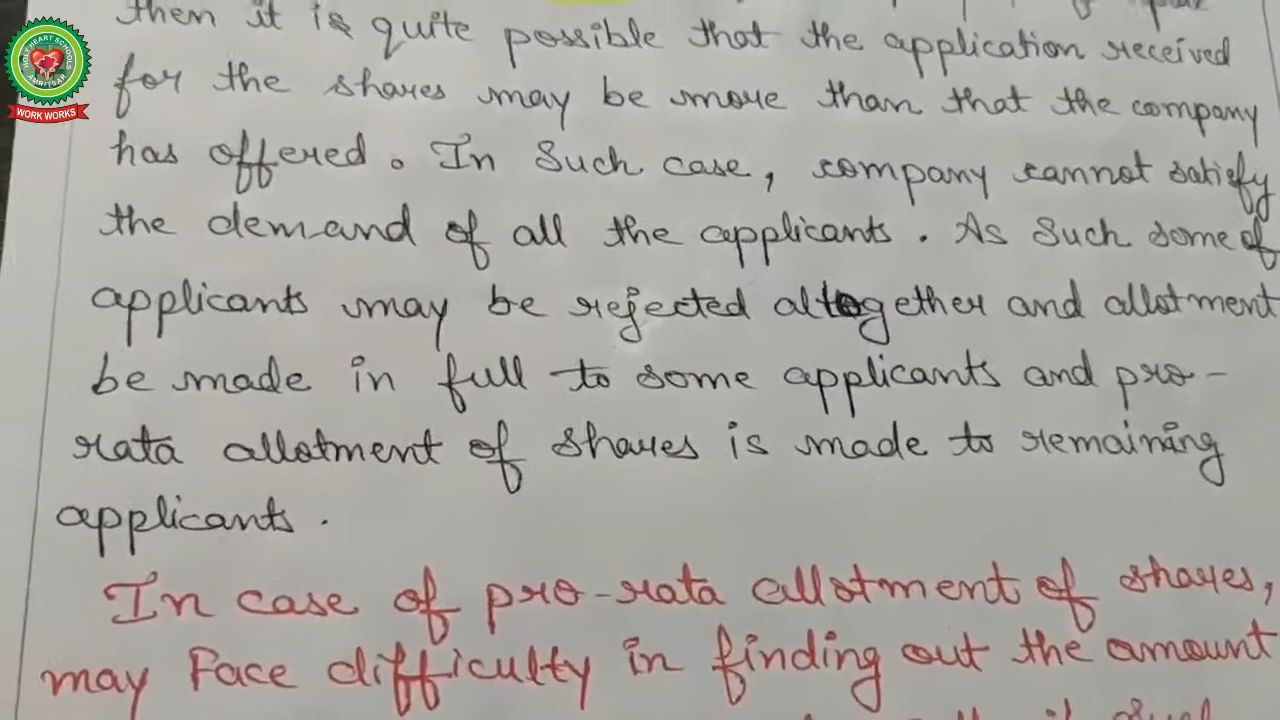 HOLY HEART SCHOOLS
AMRITSAR
WORK WORKS
then it is quite possible that the application received
for the shares may be more than that the company
has offered. In Such case, company cannot satisfy
the demand of all the applicants. As Such some of
applicants may be rejected altogether and allotment
be made in full to some applicants and pro-
rata allotment of shares is made to remaining
applicants.
In case of pro-rata allotment of shares,
may Face difficulty in finding out the amount